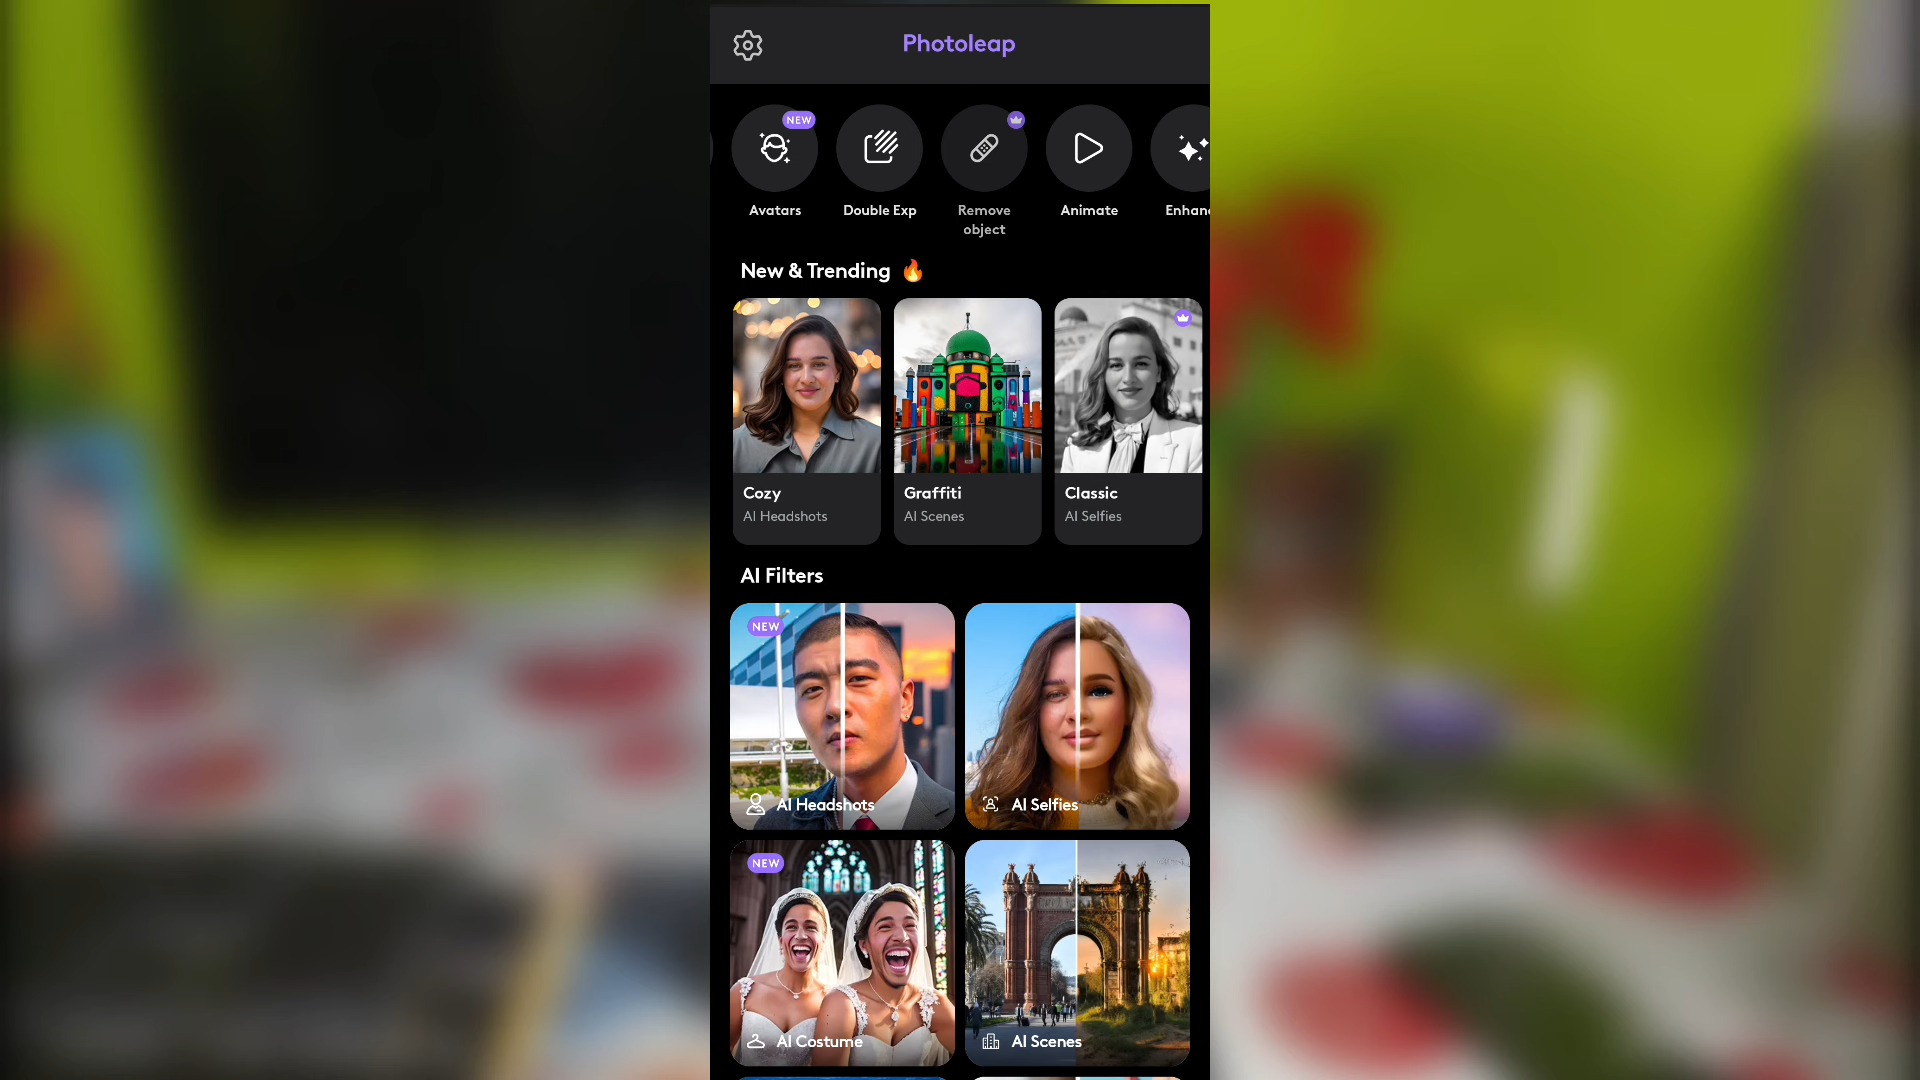 Photoleap
NEW
Avatars
Double Exp
Remove
object
Animate
Enhanc
New & Trending 🔥
Cozy
AI Headshots
Graffiti
AI Scenes
Classic
AI Selfies
AI Filters
NEW
AI Headshots
AI Selfies
NEW
AI Costume
AI Scenes